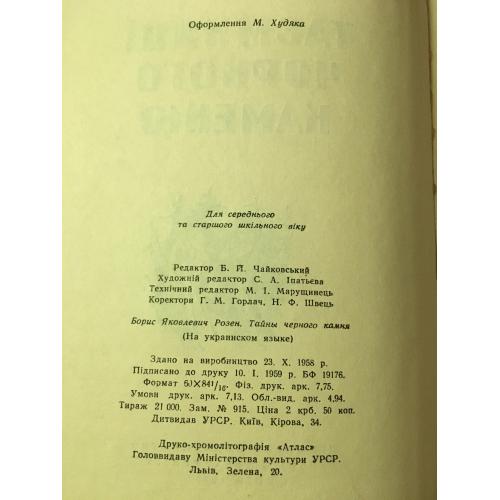 Оформлення М. Худяка
Для середнього
та старшого шкільного віку
Редактор Б. Й. Чайковський
Художній редактор С. А. Іпатьєва
Технічний редактор М. І. Марущинець
Коректори Г. М. Горлач, Н. Ф. Швець
Борис Яковлевич Розен. Тайны черного камня
(На украинском языке)
Здано на виробництво 23. X. 1958 р.
Підписано до друку 10. I. 1959 р. БФ 19176.
Формат 60×84¹/₁₆. Фіз. друк. арк. 7,75.
Умовн друк. арк. 7,13. Обл.-вид. арк. 4,94.
Тираж 21 000. Зам. № 915. Ціна 2 крб. 50 коп.
Дитвидав УРСР. Київ, Кірова, 34.
Друко-хромолітографія «Атлас»
Головвидаву Міністерства культури УРСР.
Львів, Зелена, 20.